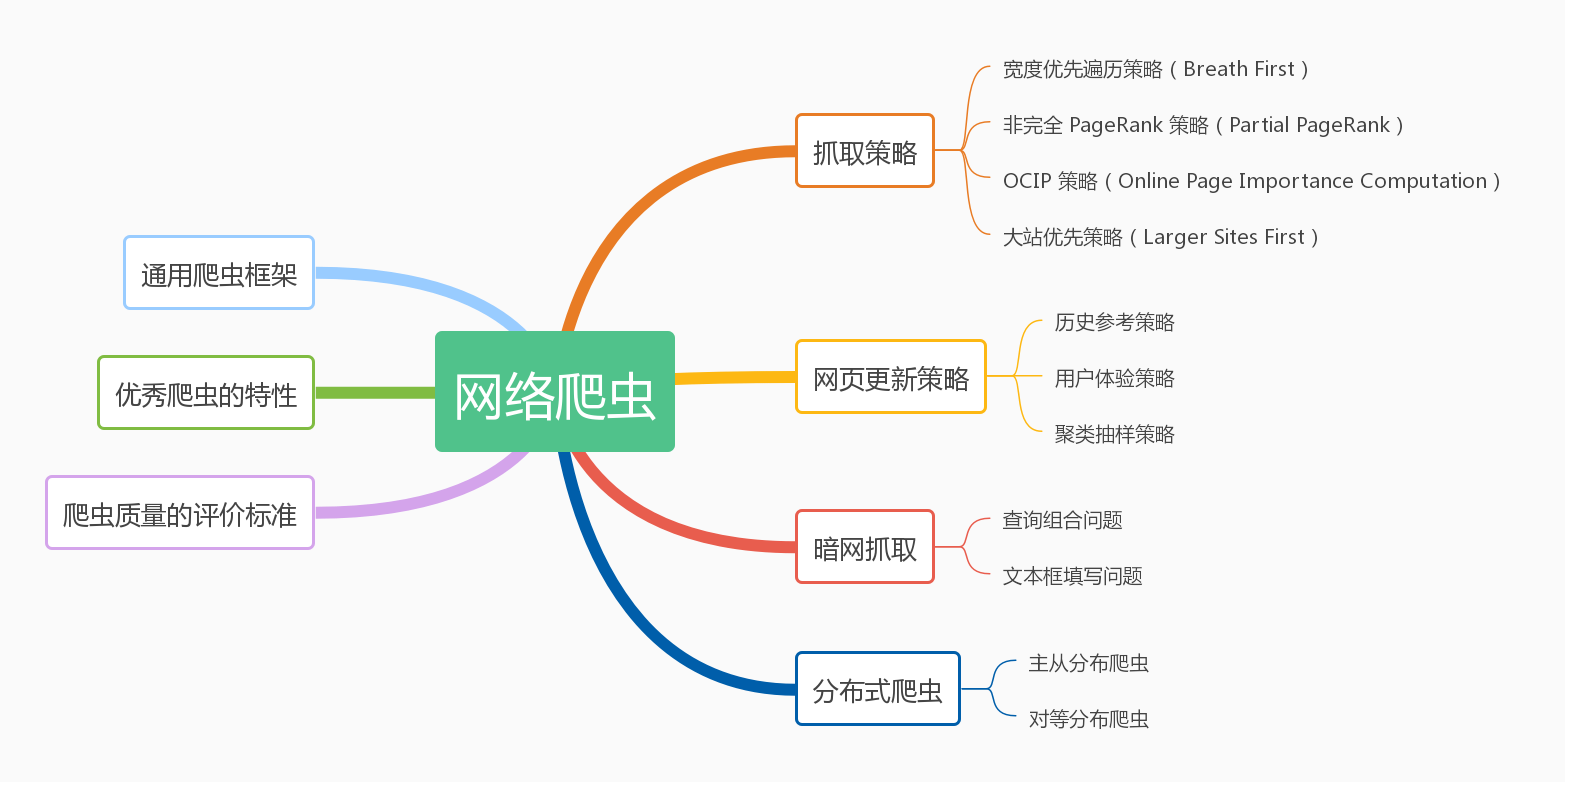 网络爬虫
抓取策略
宽度优先遍历策略 ( Breath First )
非完全 PageRank 策略 ( Partial PageRank )
OCIP 策略 ( Online Page Importance Computation )
大站优先策略 ( Larger Sites First )
网页更新策略
历史参考策略
用户体验策略
聚类抽样策略
暗网抓取
查询组合问题
文本框填写问题
分布式爬虫
主从分布爬虫
对等分布爬虫
通用爬虫框架
优秀爬虫的特性
爬虫质量的评价标准